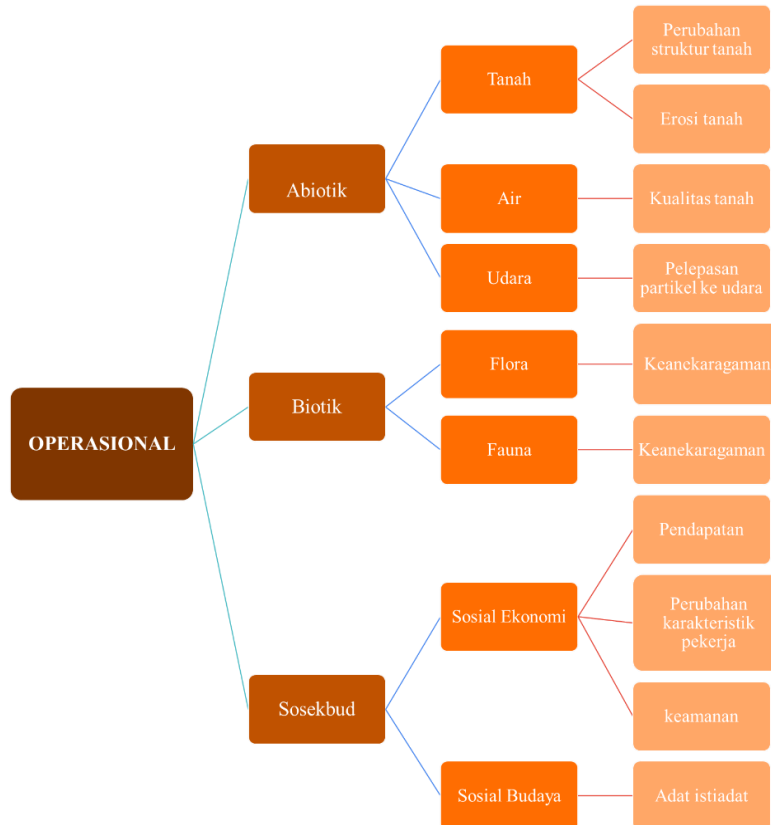 OPERASIONAL
Abiotik
Tanah
Perubahan
struktur tanah
Erosi tanah
Air
Kualitas tanah
Udara
Pelepasan
partikel ke udara
Biotik
Flora
Keanekaragaman
Fauna
Keanekaragaman
Sosekbud
Sosial Ekonomi
Pendapatan
Perubahan
karakteristik
pekerja
keamanan
Sosial Budaya
Adat istiadat